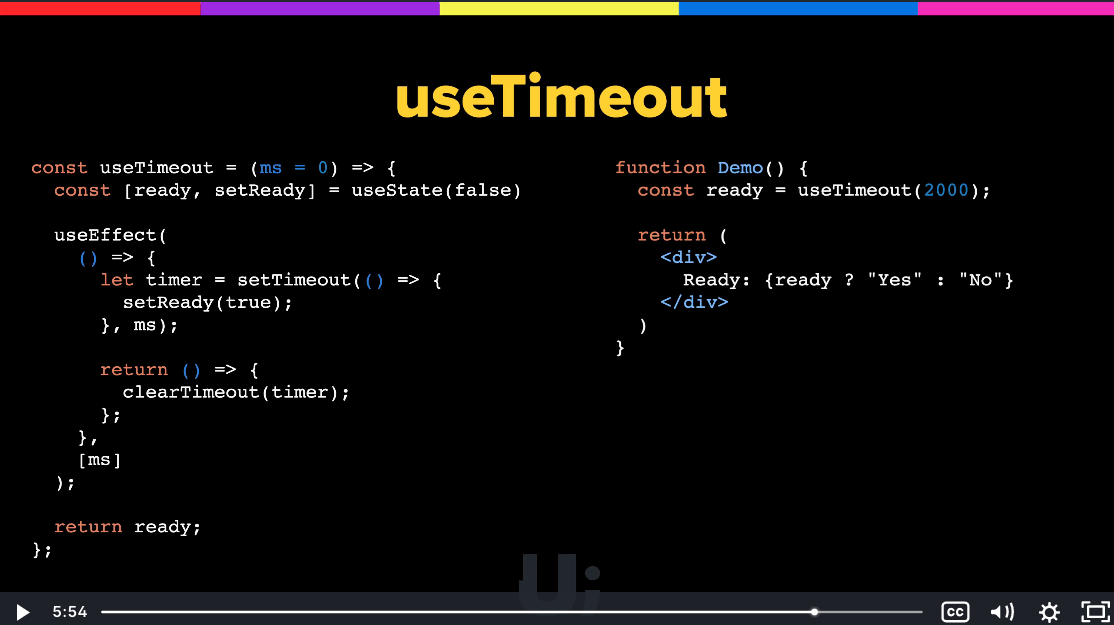 useTimeout
const useTimeout = (ms = 0) => {
const [ready, setReady] = useState(false)
useEffect(
() => {
let timer = setTimeout(() => {
setReady(true);
}, ms);
return () => {
clearTimeout(timer);
};
},
[ms]
);
return ready;
};
function Demo() {
const ready = useTimeout(2000);
return (
<div>
Ready: {ready ? "Yes" : "No"}
</div>
)
}
U;
5:54
CC